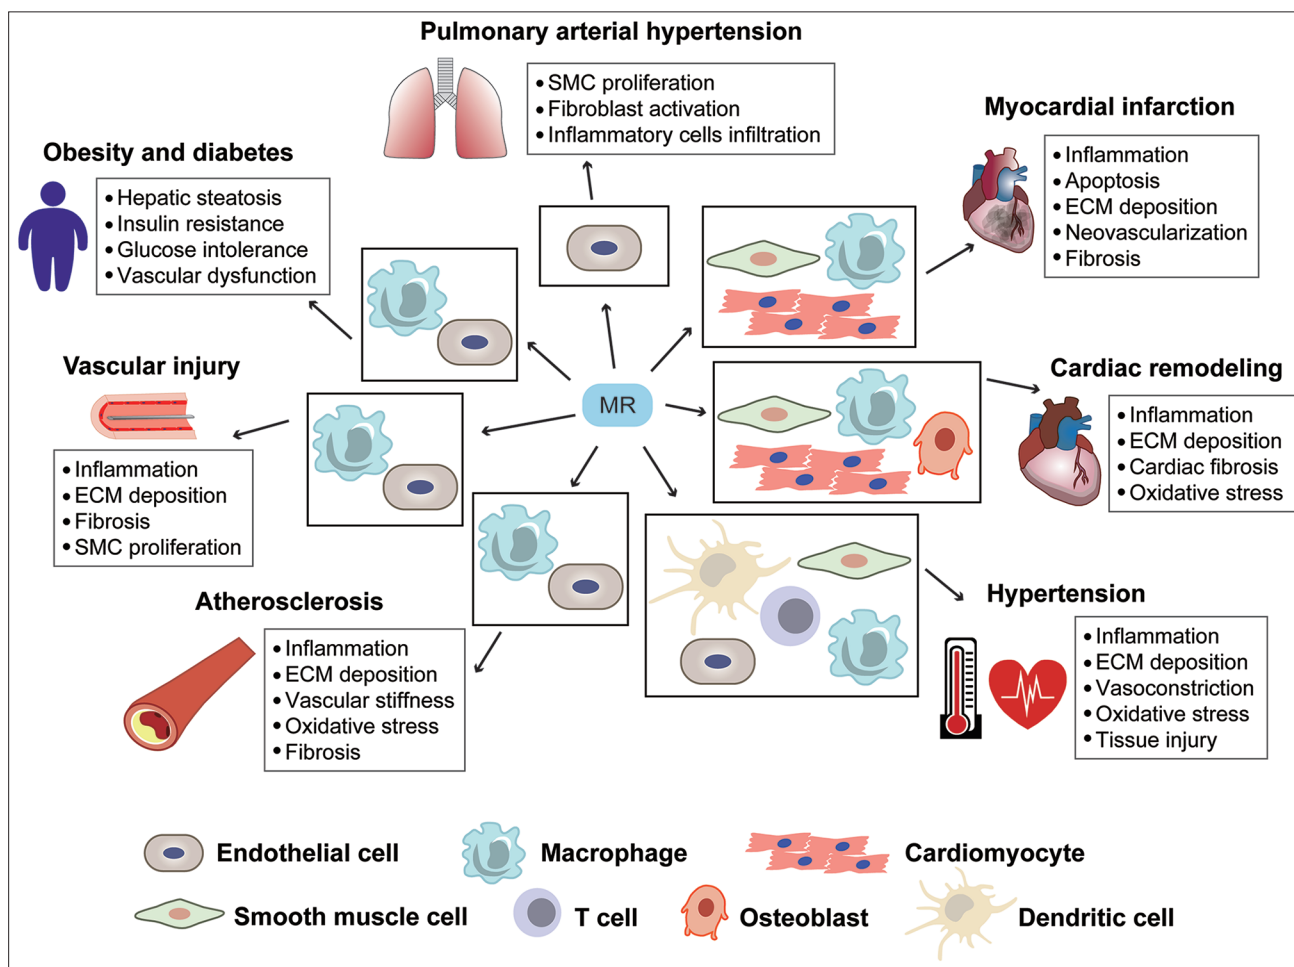 Pulmonary arterial hypertension
• SMC proliferation
• Fibroblast activation
• Inflammatory cells infiltration
Myocardial infarction
• Inflammation
• Apoptosis
• ECM deposition
• Neovascularization
• Fibrosis
Obesity and diabetes
• Hepatic steatosis
• Insulin resistance
• Glucose intolerance
• Vascular dysfunction
Vascular injury
• Inflammation
• ECM deposition
• Fibrosis
• SMC proliferation
MR
Cardiac remodeling
• Inflammation
• ECM deposition
• Cardiac fibrosis
• Oxidative stress
Atherosclerosis
• Inflammation
• ECM deposition
• Vascular stiffness
• Oxidative stress
• Fibrosis
Hypertension
• Inflammation
• ECM deposition
• Vasoconstriction
• Oxidative stress
• Tissue injury
Endothelial cell
Macrophage
Cardiomyocyte
Smooth muscle cell
T cell
Osteoblast
Dendritic cell